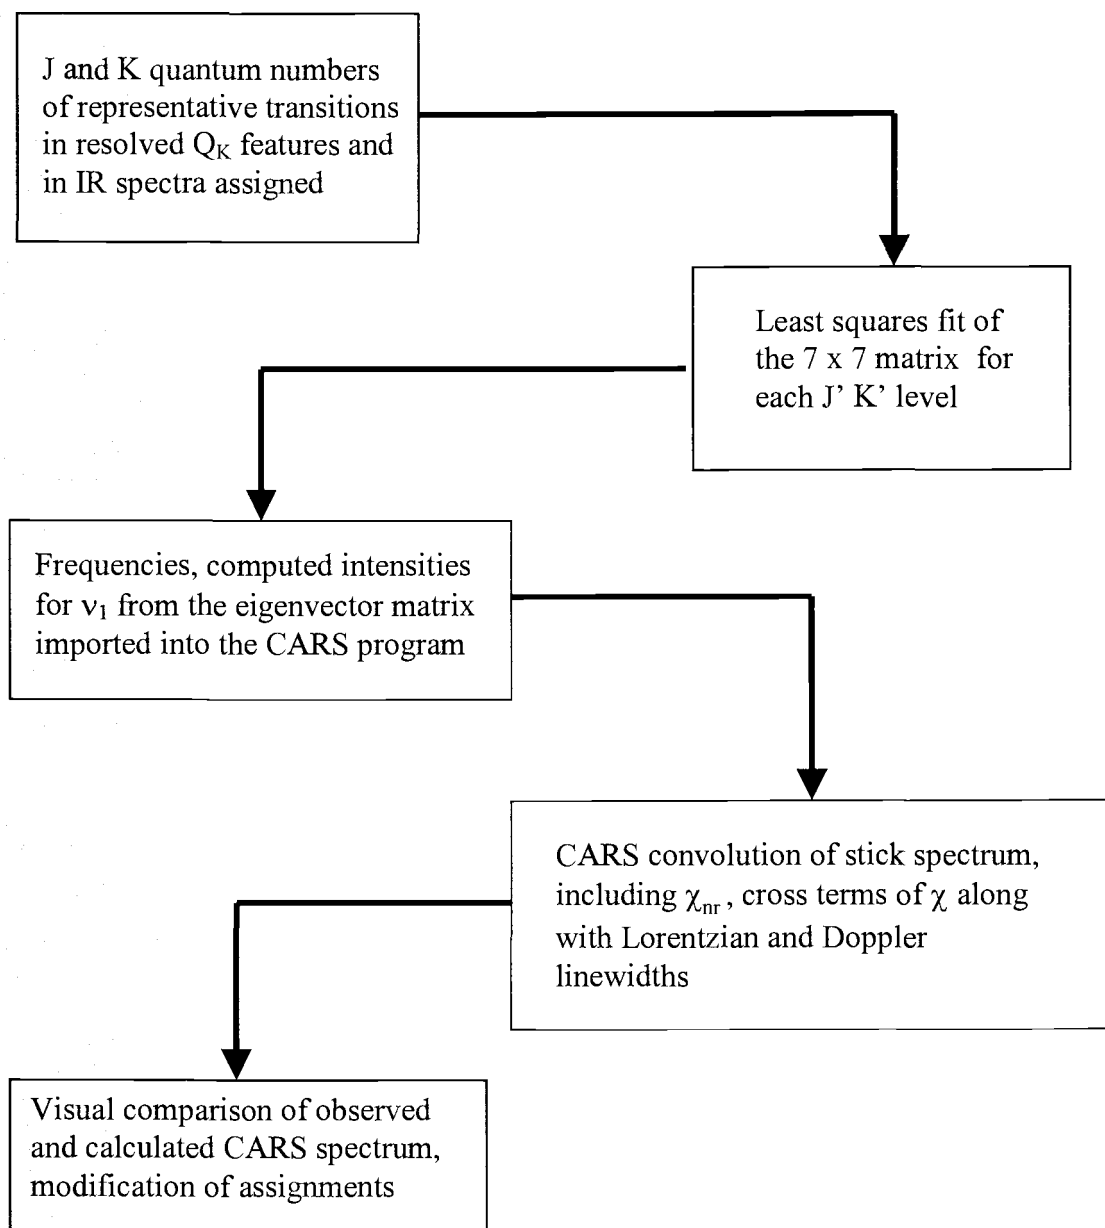 J and K quantum numbers
of representative transitions
in resolved Q_K features and
in IR spectra assigned
Least squares fit of
the 7 x 7 matrix for
each J’ K’ level
Frequencies, computed intensities
for ν₁ from the eigenvector matrix
imported into the CARS program
CARS convolution of stick spectrum,
including χ_nr , cross terms of χ along
with Lorentzian and Doppler
linewidths
Visual comparison of observed
and calculated CARS spectrum,
modification of assignments